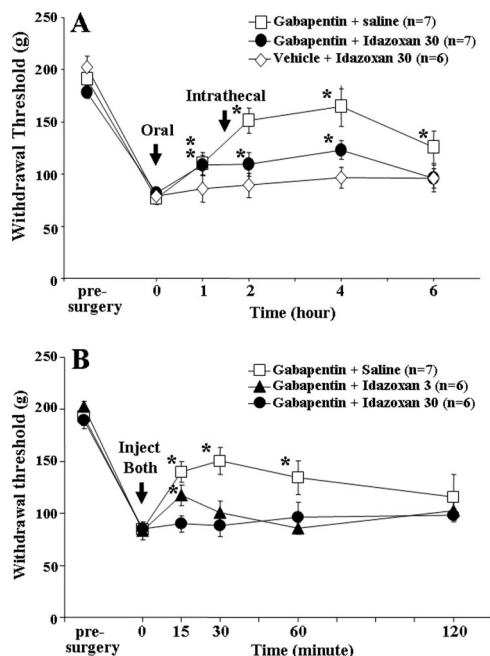 A
Gabapentin + saline (n=7)
Gabapentin + Idazoxan 30 (n=7)
Vehicle + Idazoxan 30 (n=6)
Withdrawal Threshold (g)
250
200
150
100
50
0
Oral
Intrathecal
*
*
*
*
*
*
*
pre-
surgery
0
1
2
4
6
Time (hour)
B
Gabapentin + Saline (n=7)
Gabapentin + Idazoxan 3 (n=6)
Gabapentin + Idazoxan 30 (n=6)
Withdrawal threshold (g)
250
200
150
100
50
0
Inject
Both
*
*
*
*
pre-
surgery
0
15
30
60
120
Time (minute)